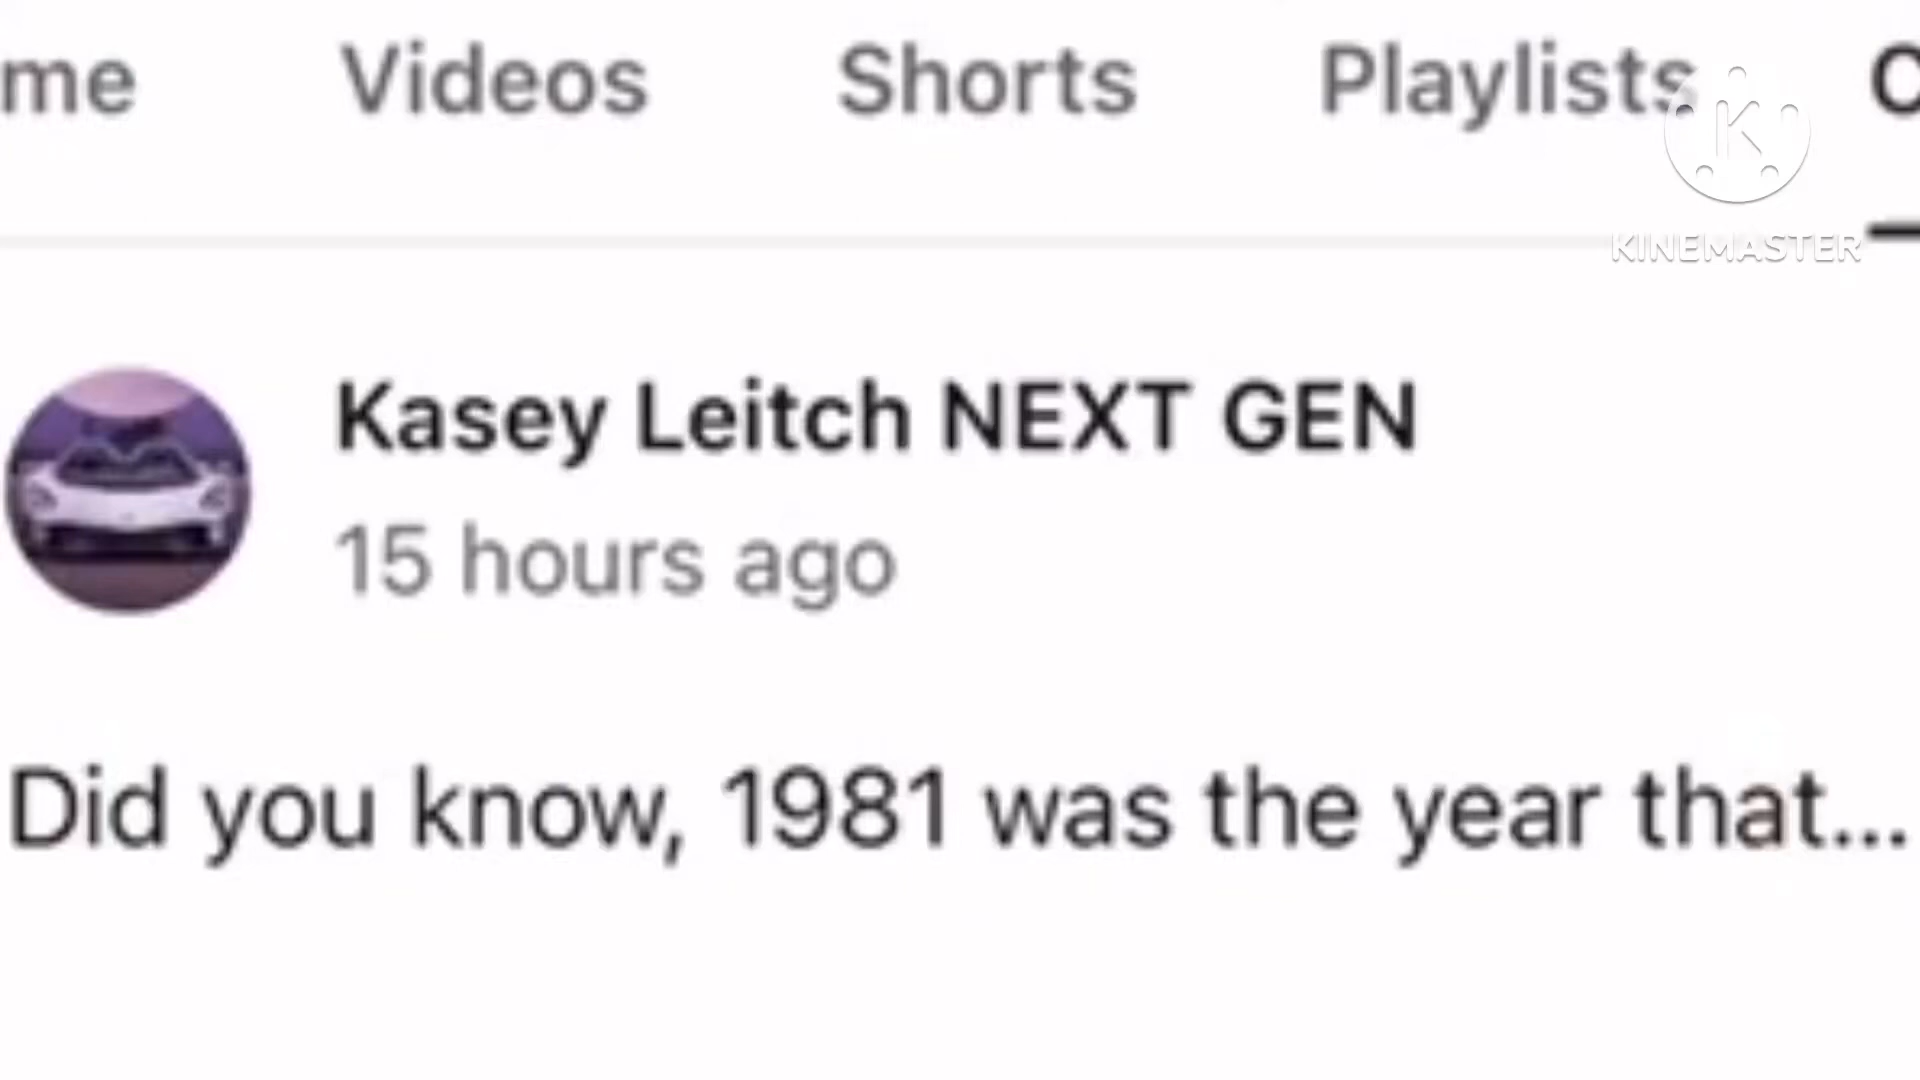 me Videos Shorts Playlists C
K
KINEMASTER
Kasey Leitch NEXT GEN
15 hours ago
Did you know, 1981 was the year that...